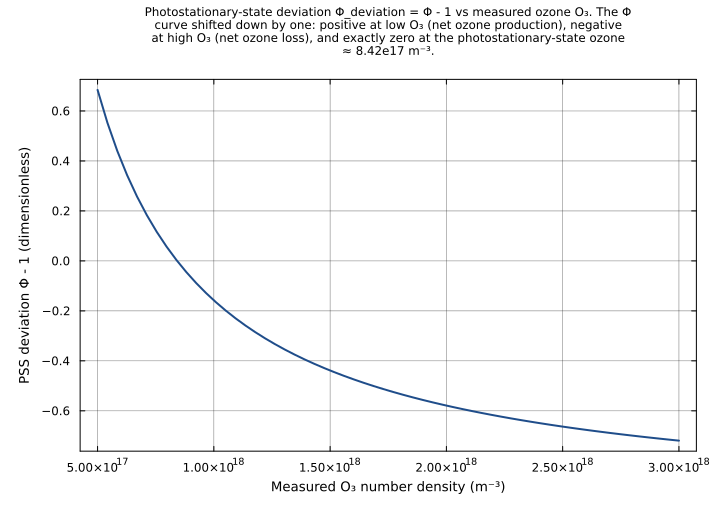 Photostationary-state deviation Φ_deviation = Φ - 1 vs measured ozone O₃. The Φ
curve shifted down by one: positive at low O₃ (net ozone production), negative
at high O₃ (net ozone loss), and exactly zero at the photostationary-state ozone
≈ 8.42e17 m⁻³.
0.6
0.4
0.2
0.0
−0.2
−0.4
−0.6
PSS deviation Φ - 1 (dimensionless)
5.00×10¹⁷ 1.00×10¹⁸ 1.50×10¹⁸ 2.00×10¹⁸ 2.50×10¹⁸ 3.00×10¹⁸
Measured O₃ number density (m⁻³)